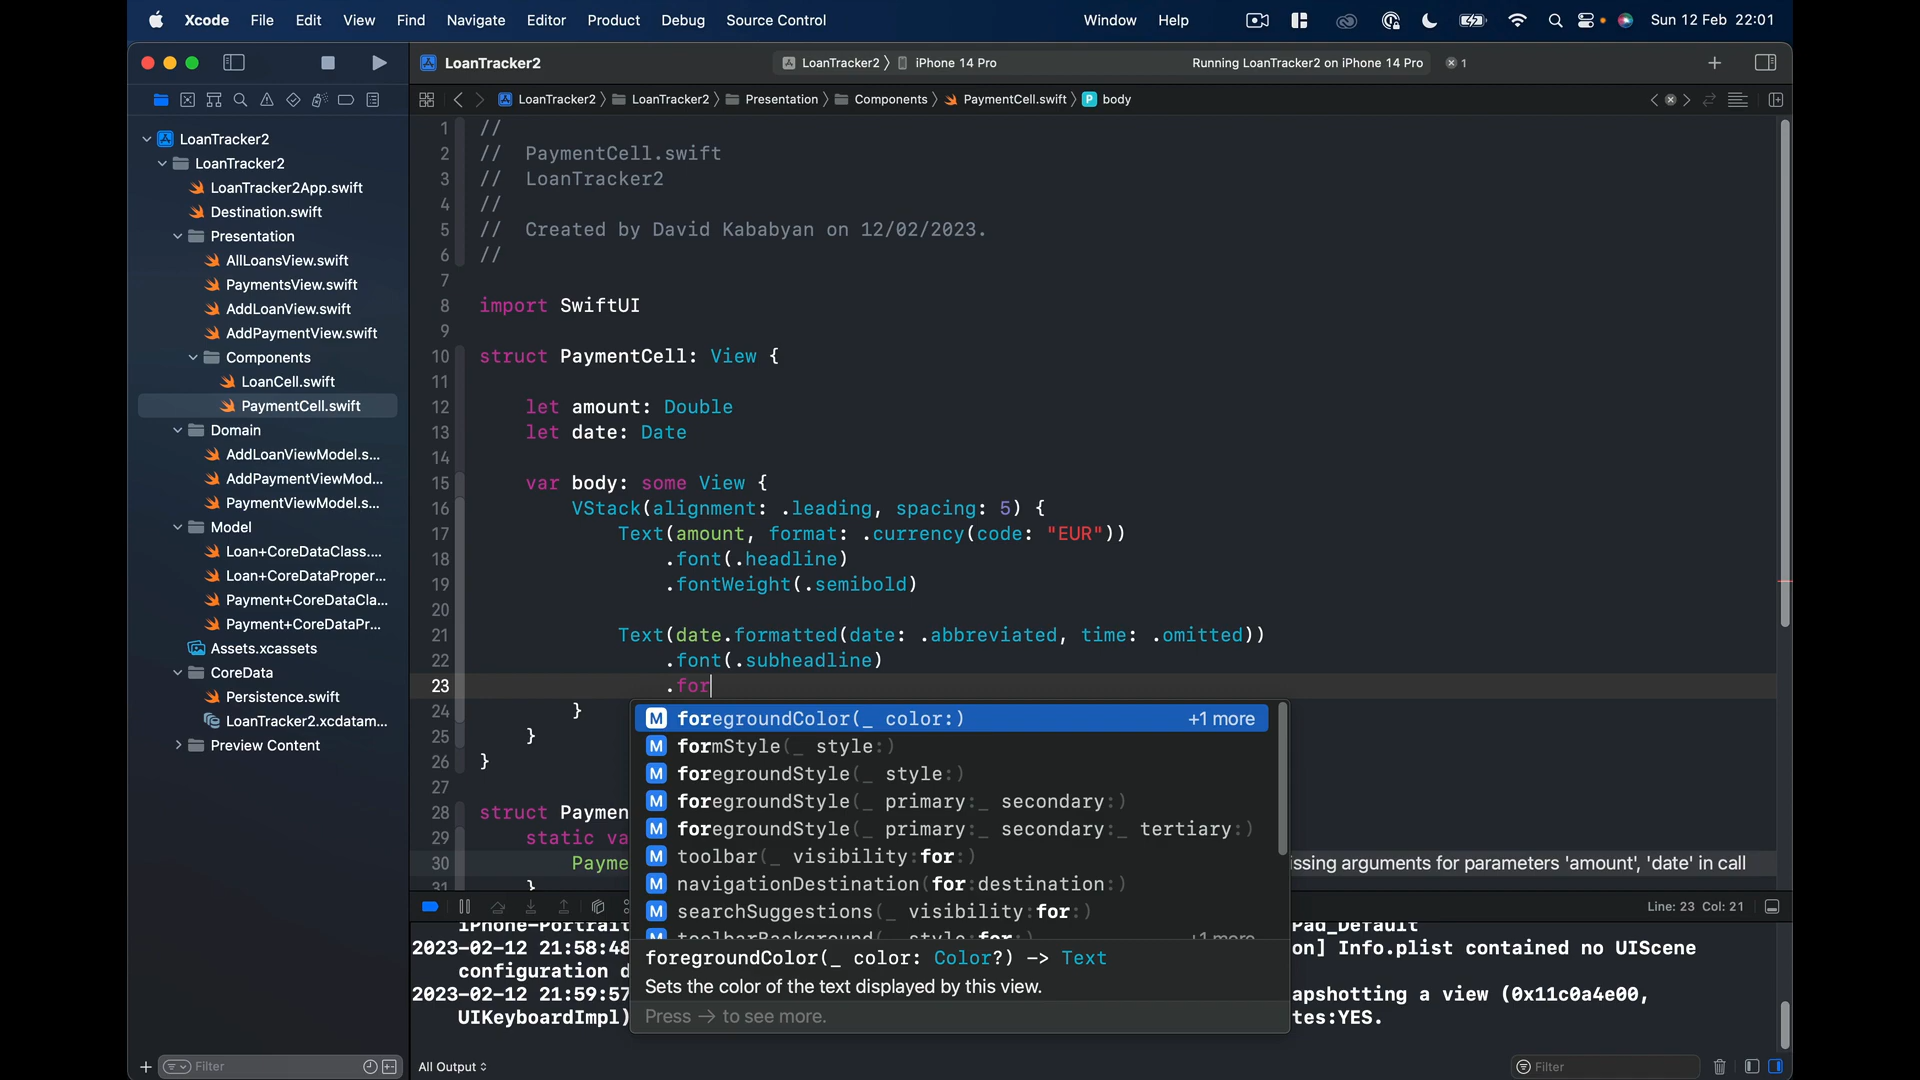 Xcode File Edit View Find Navigate Editor Product Debug Source Control Window Help Sun 12 Feb 22:01
LoanTracker2 LoanTracker2 iPhone 14 Pro Running LoanTracker2 on iPhone 14 Pro 1
LoanTracker2 LoanTracker2 Presentation Components PaymentCell.swift body
LoanTracker2
LoanTracker2
LoanTracker2App.swift
Destination.swift
Presentation
AllLoansView.swift
PaymentsView.swift
AddLoanView.swift
AddPaymentView.swift
Components
LoanCell.swift
PaymentCell.swift
Domain
AddLoanViewModel.s...
AddPaymentViewMod...
PaymentViewModel.s...
Model
Loan+CoreDataClass....
Loan+CoreDataProper...
Payment+CoreDataCla...
Payment+CoreDataPr...
Assets.xcassets
CoreData
Persistence.swift
LoanTracker2.xcdatam...
Preview Content
Filter
1 //
2 // PaymentCell.swift
3 // LoanTracker2
4 //
5 // Created by David Kababyan on 12/02/2023.
6 //
7
8 import SwiftUI
9
10 struct PaymentCell: View {
11
12 let amount: Double
13 let date: Date
14
15 var body: some View {
16 VStack(alignment: .leading, spacing: 5) {
17 Text(amount, format: .currency(code: "EUR"))
18 .font(.headline)
19 .fontWeight(.semibold)
20
21 Text(date.formatted(date: .abbreviated, time: .omitted))
22 .font(.subheadline)
23 .for
24 }
25 }
26 }
27
28 struct Paymen
29 static va
30 Payme issing arguments for parameters 'amount', 'date' in call
31 }
M foregroundColor(_ color:) +1 more
M formStyle(_ style:)
M foregroundStyle(_ style:)
M foregroundStyle(_ primary:_ secondary:)
M foregroundStyle(_ primary:_ secondary:_ tertiary:)
M toolbar(_ visibility:for:)
M navigationDestination(for:destination:)
M searchSuggestions(_ visibility:for:)
M toolbarBackground(_ style:for:) +1 more
foregroundColor(_ color: Color?) -> Text
Sets the color of the text displayed by this view.
Press → to see more.
Line: 23 Col: 21
iPhone-Portrait Pad_Default
2023-02-12 21:58:48 on] Info.plist contained no UIScene
configuration d
2023-02-12 21:59:57 apshotting a view (0x11c0a4e00,
UIKeyboardImpl) tes:YES.
All Output Filter